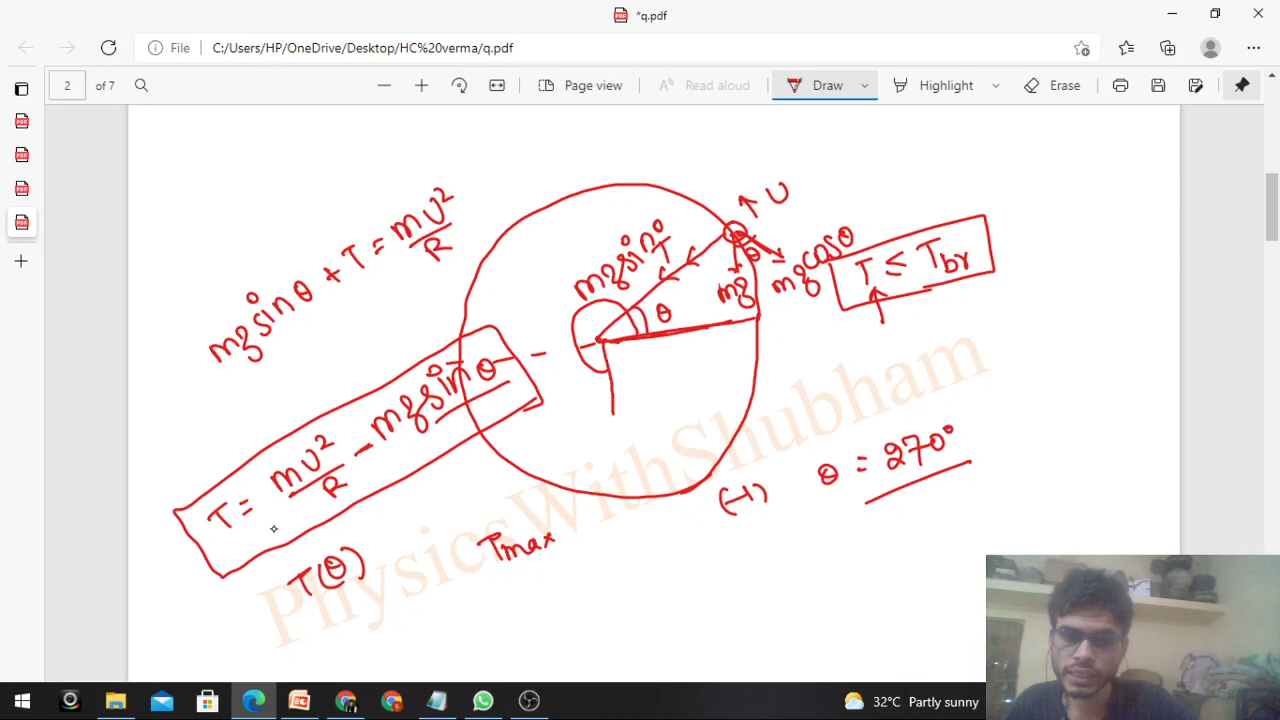 *q.pdf
File C:/Users/HP/OneDrive/Desktop/HC%20verma/q.pdf
2 of 7 Page view Read aloud Draw Highlight Erase
mg sinθ + T = mv²/R
v
mg sinθ
T
θ
θ
mg
mg cosθ
T ≤ Tbr
T = mv²/R - mg sinθ
T(θ)
Tmax
(-1)
θ = 270°
PhysicsWithShubham
32°C Partly sunny